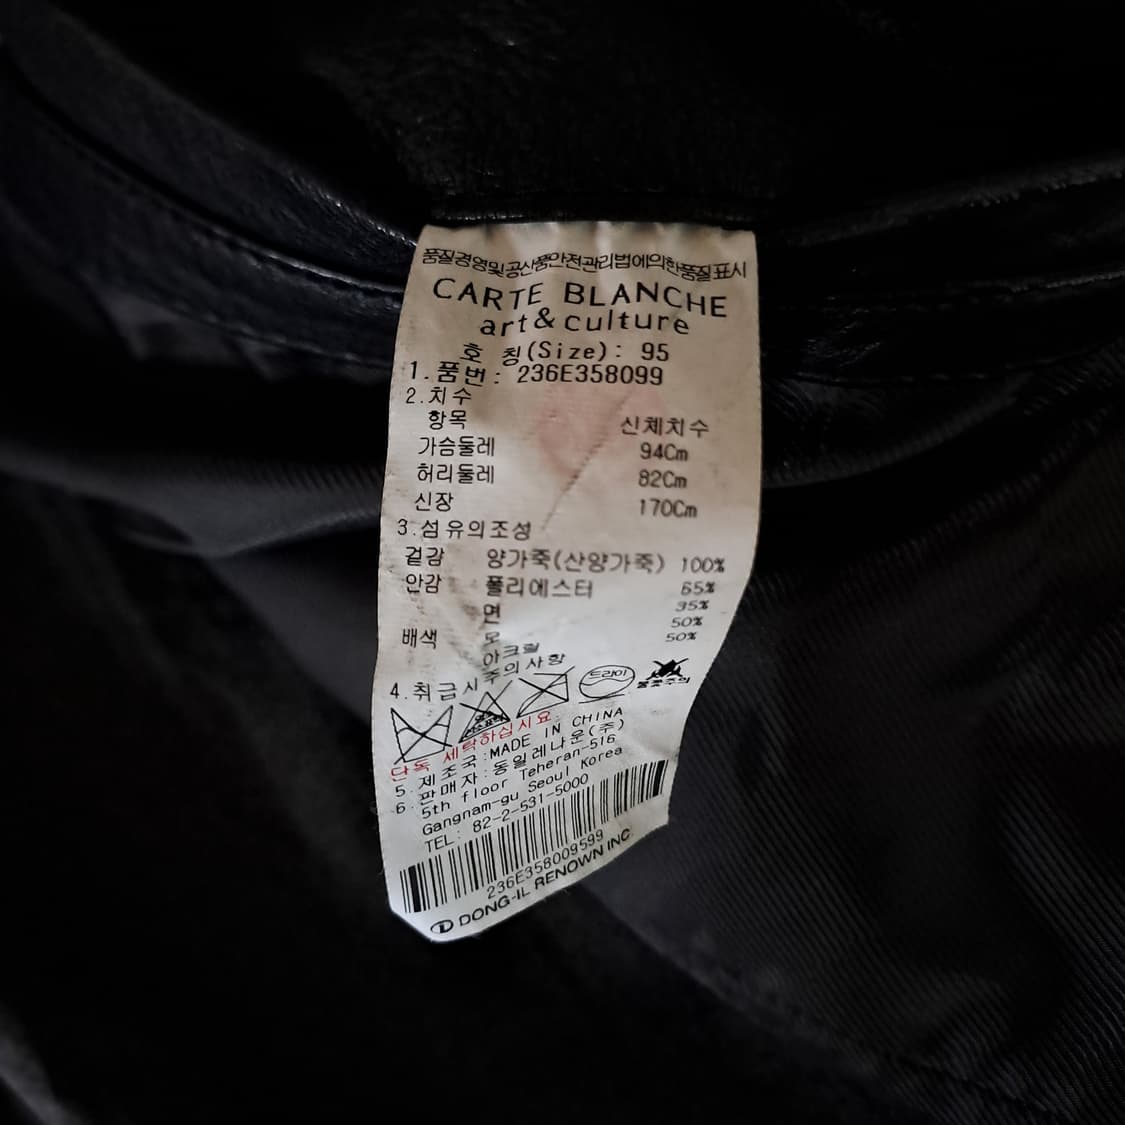 품질경영및공산품안전관리법에의한품질표시
CARTE BLANCHE
art&culture
호 칭(Size): 95
1.품번: 236E358099
2.치수
항목 신체치수
가슴둘레 94Cm
허리둘레 82Cm
신장 170Cm
3.섬유의조성
겉감 양가죽(산양가죽) 100%
안감 폴리에스터 65%
면 35%
배색 모 50%
아크릴 50%
4.취급시주의사항
드라이
단독 세탁하십시요.
5.제조국:MADE IN CHINA
6.판매자:동일레나운(주)
5th floor Teheran-516
Gangnam-gu Seoul Korea
TEL: 82-2-531-5000
236E358009599
DONG-IL RENOWN INC.